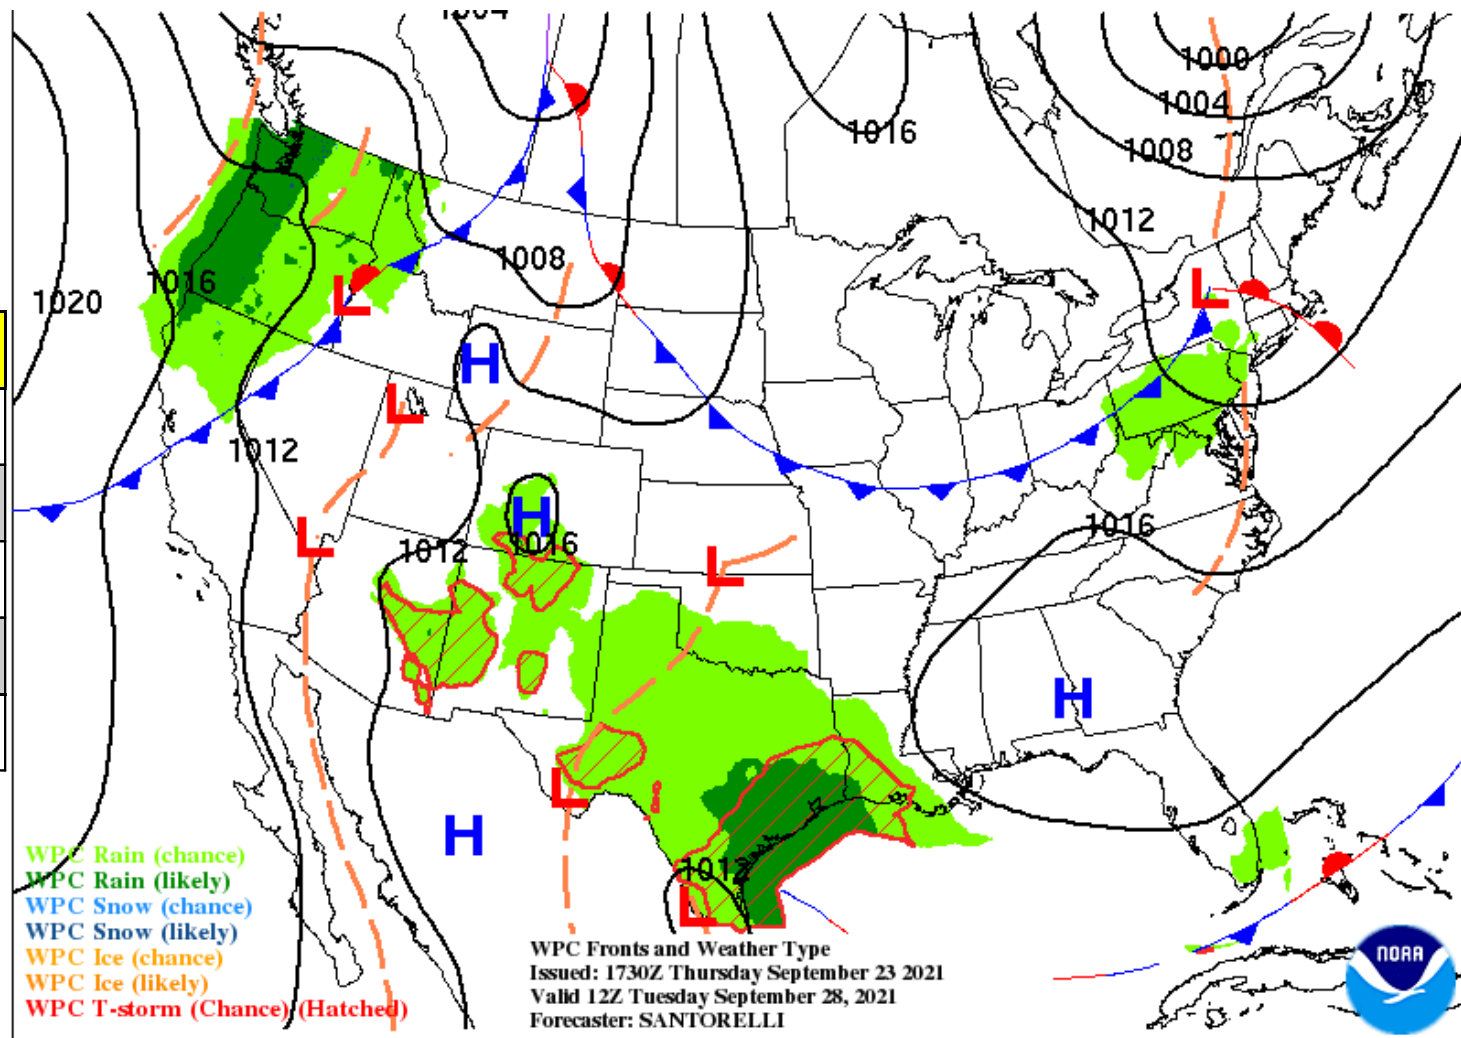 1004
1000
1004
1016
1008
1012
1008
1016
1020
1012
1016
1012
1016
1012
H
H
H
H
L
L
L
L
L
L
L
WPC Rain (chance)
WPC Rain (likely)
WPC Snow (chance)
WPC Snow (likely)
WPC Ice (chance)
WPC Ice (likely)
WPC T-storm (Chance) (Hatched)
WPC Fronts and Weather Type
Issued: 1730Z Thursday September 23 2021
Valid 12Z Tuesday September 28, 2021
Forecaster: SANTORELLI
NOAA